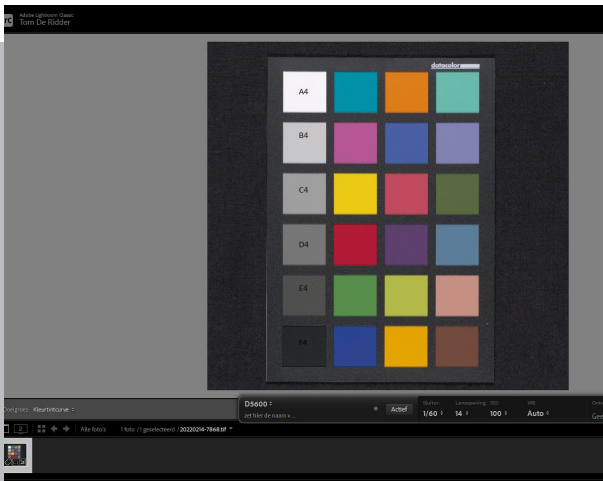 Adobe Lightroom Classic
Tom De Ridder
datacolor
A4
B4
C4
D4
E4
F4
Kleurtintcurve
D5600
zet hier de naam v...
Actief
Sluiter: Lensopening: ISO: WB
1/60 14 100 Auto
2 Alle foto's 1 foto /1 geselecteerd /20220214-7868.tif